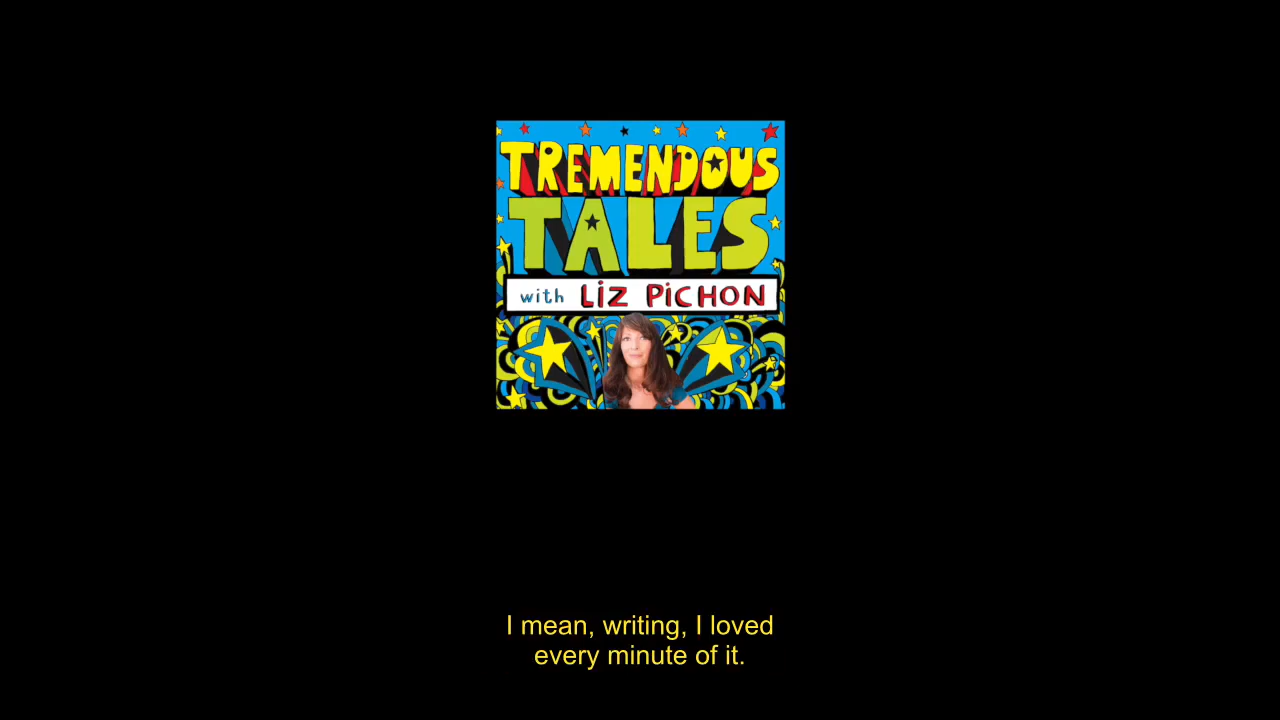 TREMENDOUS
TALES
with LiZ PiCHON
I mean, writing, I loved
every minute of it.